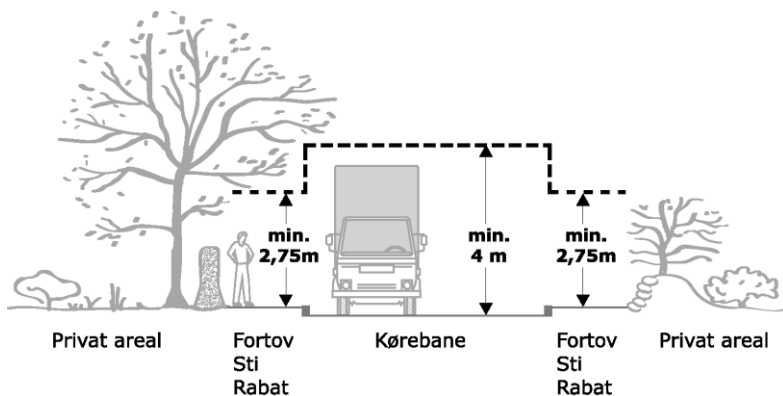 min.
2,75m
min.
4 m
min.
2,75m
Privat areal
Fortov
Sti
Rabat
Kørebane
Fortov
Sti
Rabat
Privat areal